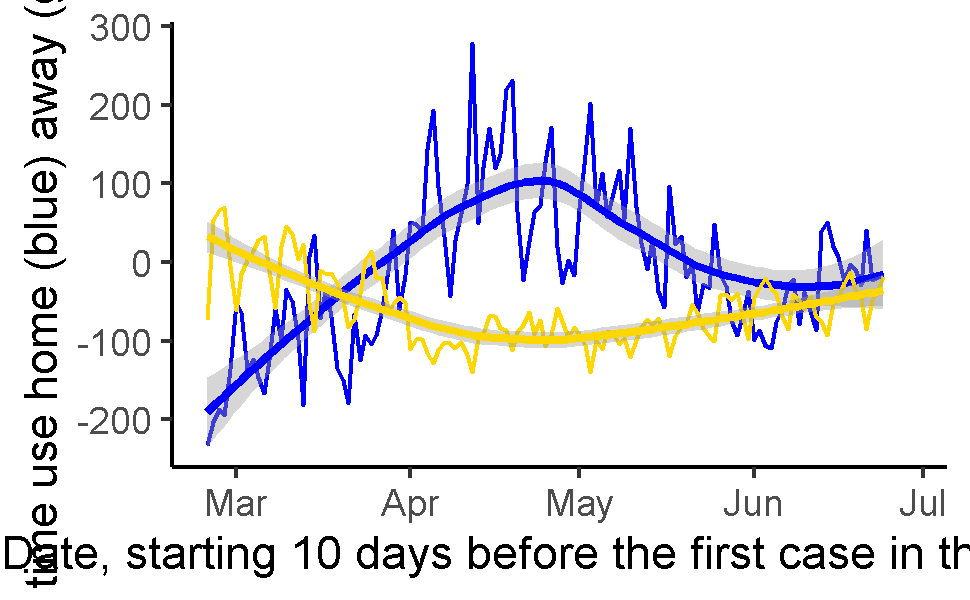 time use home (blue) away (
300
200
100
0
-100
-200
Mar Apr May Jun Jul
Date, starting 10 days before the first case in th